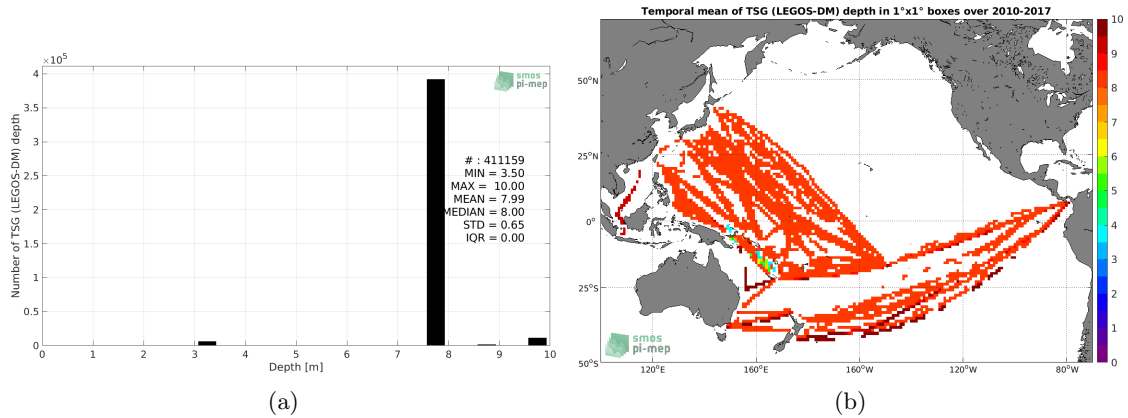 ×10⁵
4
3.5
3
2.5
2
1.5
1
0.5
0
Number of TSG (LEGOS-DM) depth
0 1 2 3 4 5 6 7 8 9 10
Depth [m]
smos
pi-mep
# : 411159
MIN = 3.50
MAX = 10.00
MEAN = 7.99
MEDIAN = 8.00
STD = 0.65
IQR = 0.00
(a)
Temporal mean of TSG (LEGOS-DM) depth in 1°x1° boxes over 2010-2017
50°N
25°N
0°
25°S
50°S
120°E 160°E 160°W 120°W 80°W
smos
pi-mep
10
9
8
7
6
5
4
3
2
1
0
(b)